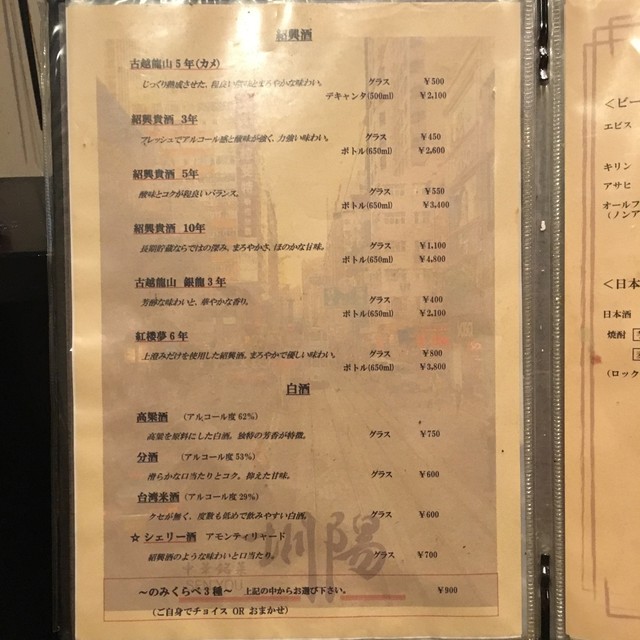 紹興酒
古越龍山5年(カメ)
じっくり熟成させた、程良い香りとまろやかな味わい。 グラス ¥500
デキャンタ(500ml) ¥2,100
紹興貴酒 3年
フレッシュでアルコール感と酸味が強く、力強い味わい。 グラス ¥450
ボトル(650ml) ¥2,600
紹興貴酒 5年
酸味とコクが程良いバランス。 グラス ¥550
ボトル(650ml) ¥3,400
紹興貴酒 10年
長期貯蔵ならではの深み、まろやかさ、ほのかな甘味。 グラス ¥1,100
ボトル(650ml) ¥4,800
古越龍山 銀龍3年
芳醇な味わいと、華やかな香り。 グラス ¥400
ボトル(650ml) ¥2,100
紅楼夢6年
上澄みだけを使用した紹興酒。まろやかで優しい味わい。 グラス ¥800
ボトル(650ml) ¥3,800
白酒
高粱酒 (アルコール度62%)
高粱を原料にした白酒。独特の芳香が特徴。 グラス ¥750
分酒 (アルコール度53%)
滑らかな口当たりとコク。抑えた甘味。 グラス ¥600
台湾米酒 (アルコール度29%)
クセが無く、度数も低めで飲みやすい白酒。 グラス ¥600
☆シェリー酒 アモンティリャード
紹興酒のような味わいと口当たり。 グラス ¥700
~のみくらべ3種~ 上記の中からお選び下さい。 ¥900
(ご自身でチョイス OR おまかせ)
陽
SENYOU
<ビー
エビス
キリン
アサヒ
オールフ
(ノンア
<日本
日本酒
焼酎
(ロック